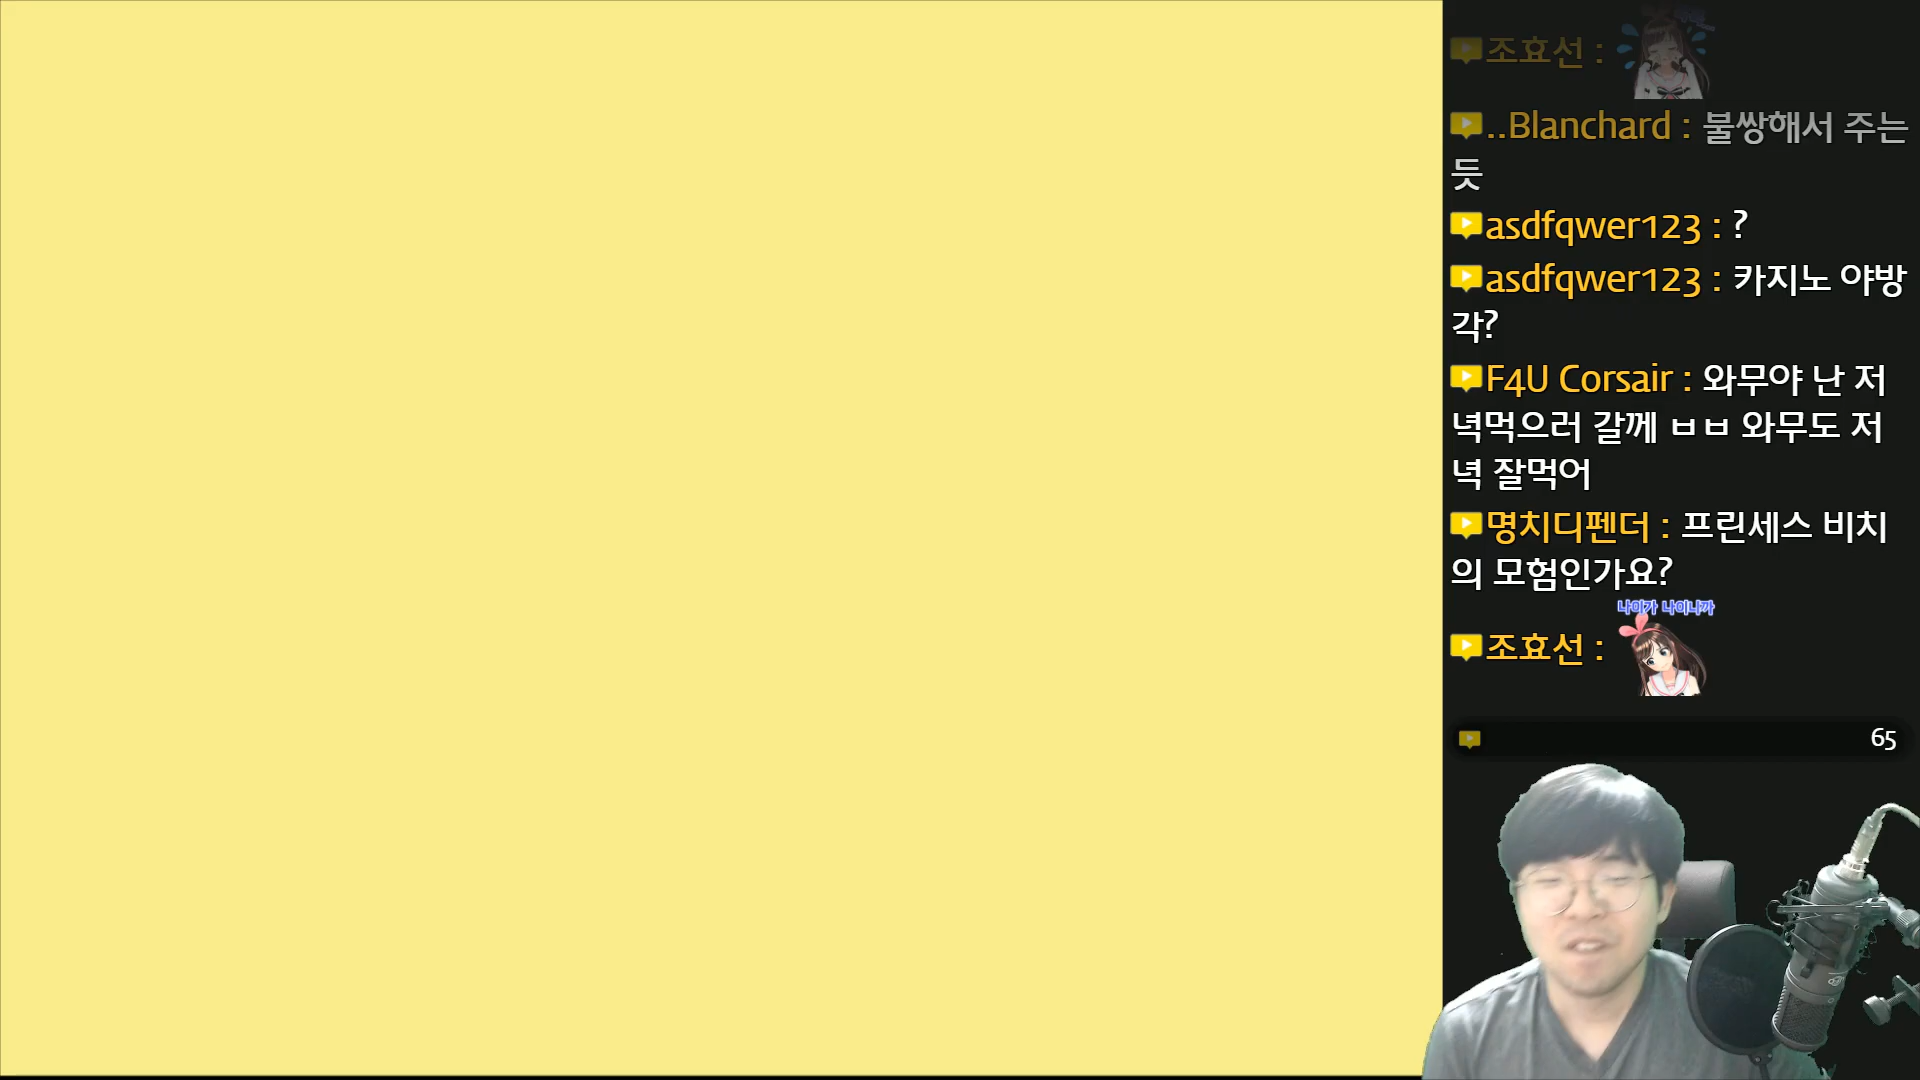 조효선 :
..Blanchard : 불쌍해서 주는
듯
asdfqwer123 : ?
asdfqwer123 : 카지노 야방
각?
F4U Corsair : 와무야 난 저
녁먹으러 갈께 ㅂㅂ 와무도 저
녁 잘먹어
명치디펜더 : 프린세스 비치
의 모험인가요?
나이가 나이니까
조효선 :
65